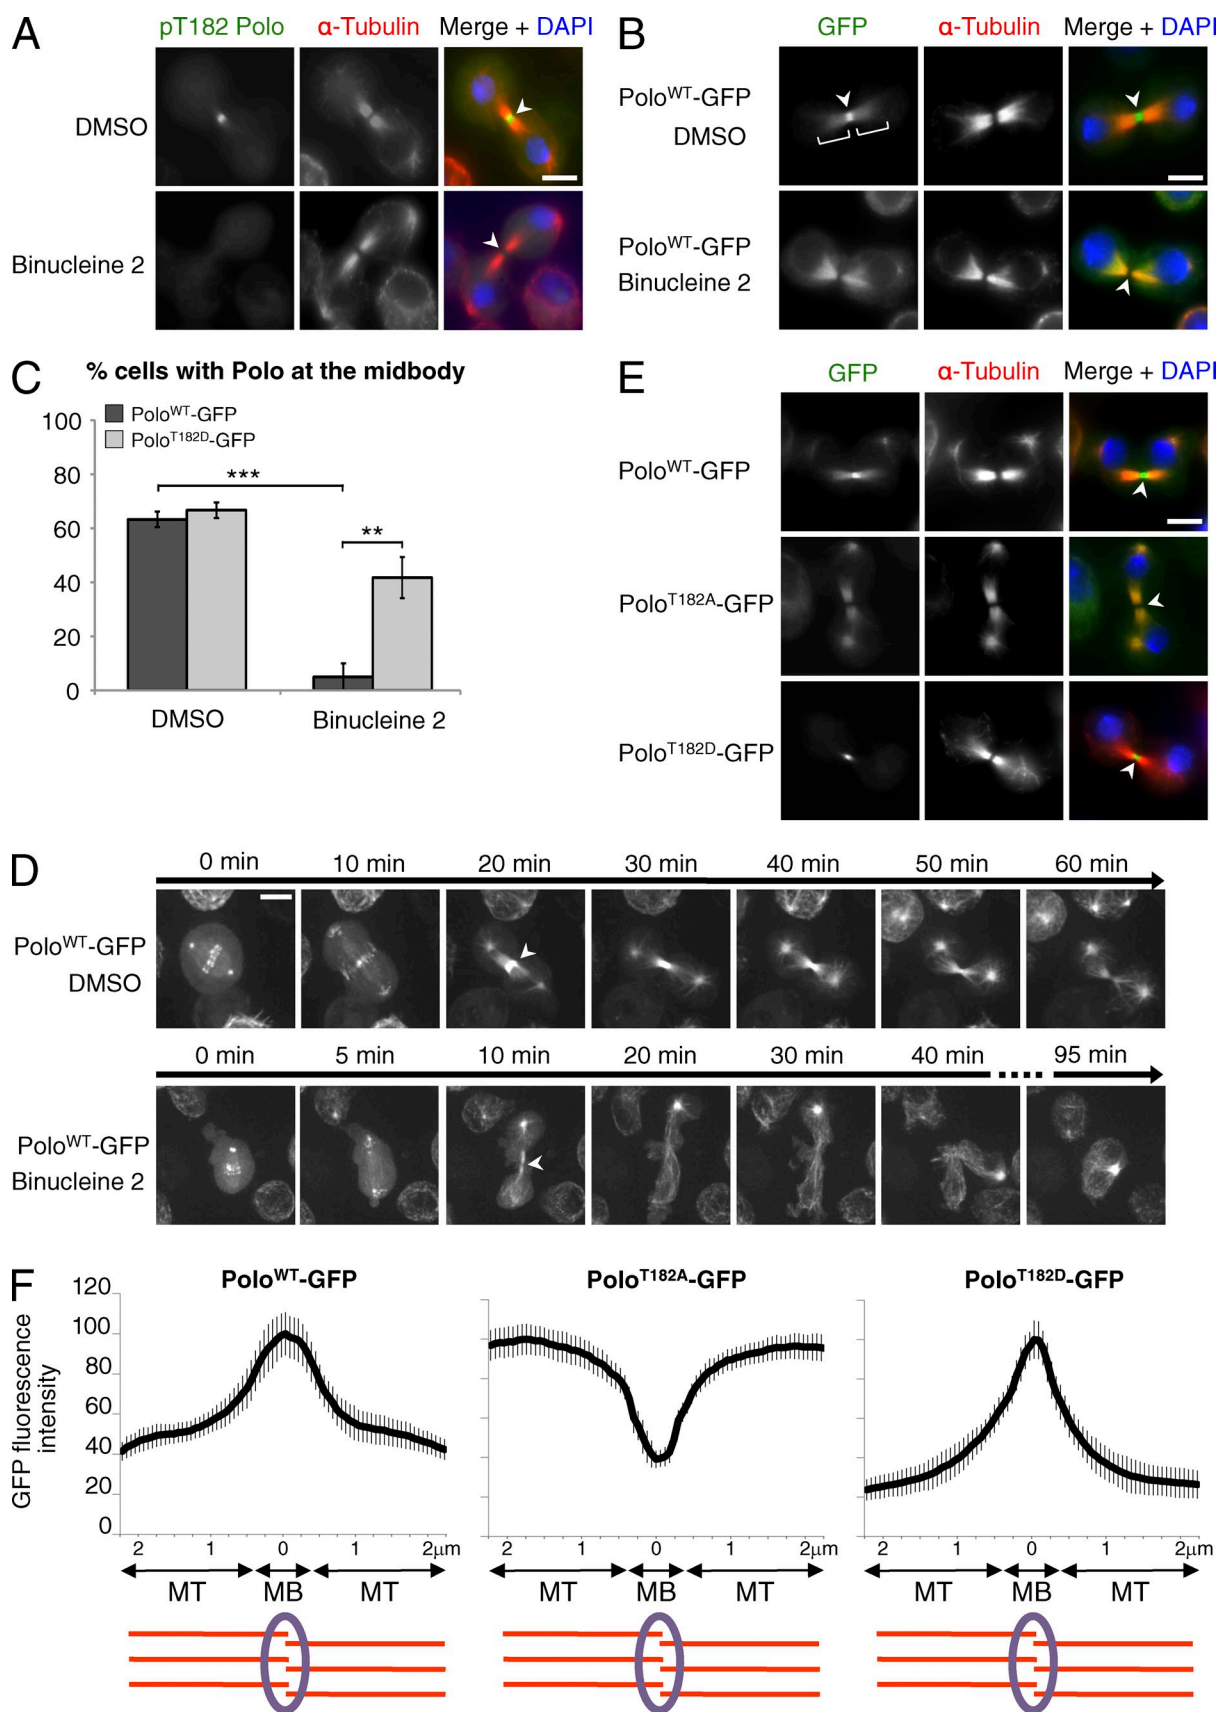 A
pT182 Polo α-Tubulin Merge + DAPI
DMSO
Binucleine 2
B
GFP α-Tubulin Merge + DAPI
Polo^WT-GFP
DMSO
Polo^WT-GFP
Binucleine 2
C
% cells with Polo at the midbody
Polo^WT-GFP
Polo^T182D-GFP
100
80
60
40
20
0
***
**
DMSO Binucleine 2
E
GFP α-Tubulin Merge + DAPI
Polo^WT-GFP
Polo^T182A-GFP
Polo^T182D-GFP
D
0 min 10 min 20 min 30 min 40 min 50 min 60 min
Polo^WT-GFP
DMSO
0 min 5 min 10 min 20 min 30 min 40 min 95 min
Polo^WT-GFP
Binucleine 2
F
Polo^WT-GFP Polo^T182A-GFP Polo^T182D-GFP
GFP fluorescence
intensity
120
100
80
60
40
20
0
2 1 0 1 2μm 2 1 0 1 2μm 2 1 0 1 2μm
MT MB MT MT MB MT MT MB MT